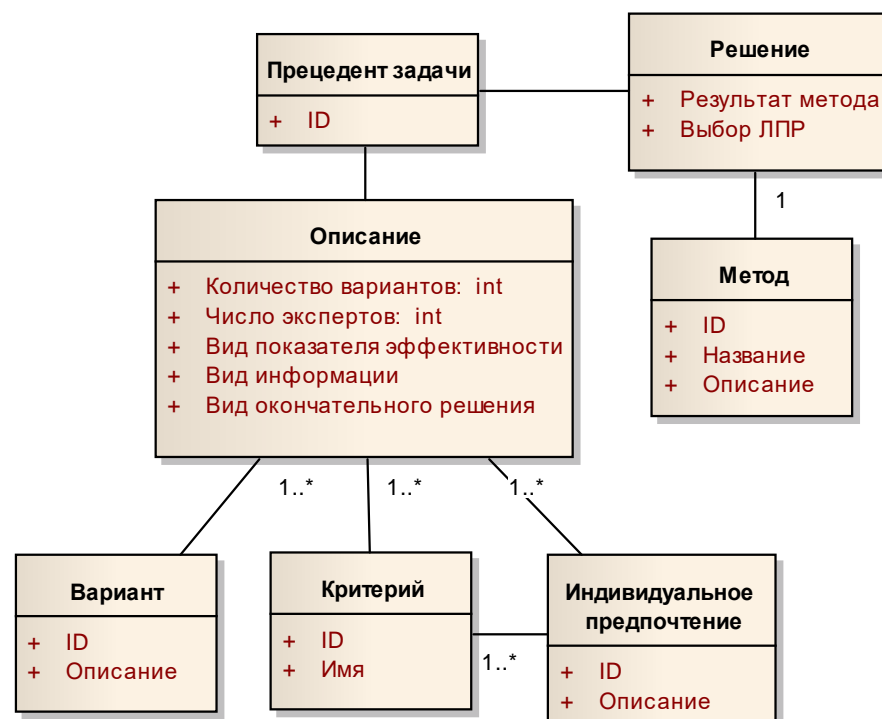 Прецедент задачи
+ ID
Решение
+ Результат метода
+ Выбор ЛПР
1
Описание
+ Количество вариантов: int
+ Число экспертов: int
+ Вид показателя эффективности
+ Вид информации
+ Вид окончательного решения
Метод
+ ID
+ Название
+ Описание
1..* 1..* 1..*
Вариант
+ ID
+ Описание
Критерий
+ ID
+ Имя
1..*
Индивидуальное
предпочтение
+ ID
+ Описание